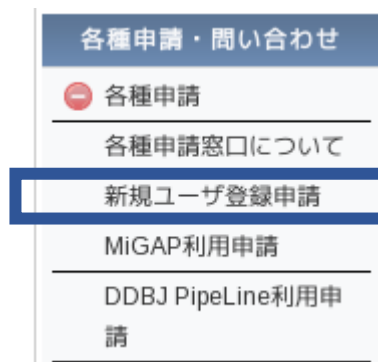 各種申請・問い合わせ
各種申請
各種申請窓口について
新規ユーザ登録申請
MiGAP利用申請
DDBJ PipeLine利用申
請